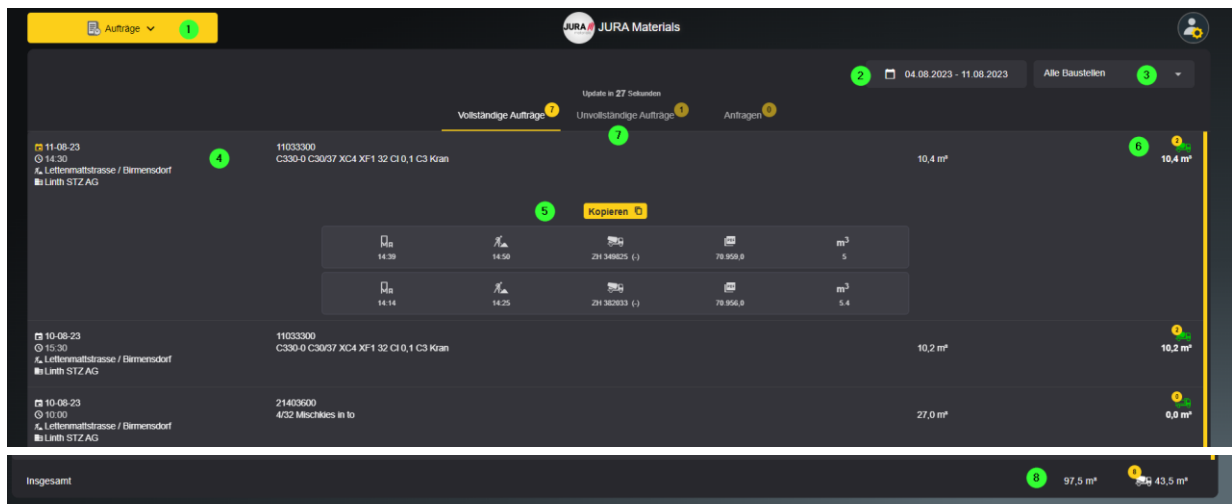 Aufträge
1
JURA JURA Materials
2
04.08.2023 - 11.08.2023
Alle Baustellen
3
Update in 27 Sekunden
Vollständige Aufträge 7
Unvollständige Aufträge 1
Anfragen 0
7
11-08-23
14:30
Lettenmattstrasse / Birmensdorf
Linth STZ AG
4
11033300
C330-0 C30/37 XC4 XF1 32 Cl 0,1 C3 Kran
10,4 m³
6
2
10,4 m³
5
Kopieren
14:39
14:50
ZH 349825 (-)
70.959,0
m³
5
14:14
14:25
ZH 382033 (-)
70.956,0
m³
5.4
10-08-23
15:30
Lettenmattstrasse / Birmensdorf
Linth STZ AG
11033300
C330-0 C30/37 XC4 XF1 32 Cl 0,1 C3 Kran
10,2 m³
2
10,2 m³
10-08-23
10:00
Lettenmattstrasse / Birmensdorf
Linth STZ AG
21403600
4/32 Mischkies in to
27,0 m³
0
0,0 m³
Insgesamt
8
97,5 m³
8
43,5 m³